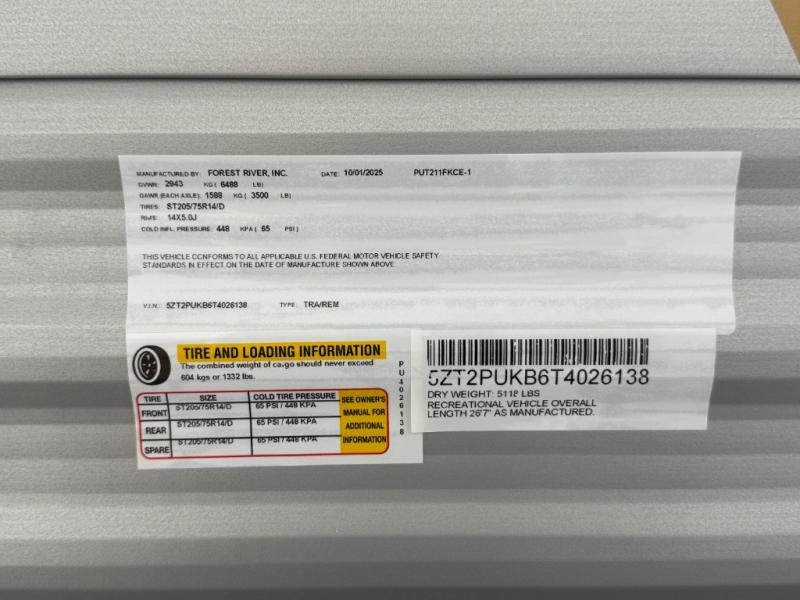 MANUFACTURED BY: FOREST RIVER, INC. DATE: 10/01/2025 PUT211FKCE-1
GVWR: 2943 KG ( 6488 LB)
GAWR (EACH AXLE): 1588 KG ( 3500 LB)
TIRES: ST205/75R14/D
RIMS: 14X5.0J
COLD INFL. PRESSURE: 448 KPA ( 65 PSI )
THIS VEHICLE CONFORMS TO ALL APPLICABLE U.S. FEDERAL MOTOR VEHICLE SAFETY
STANDARDS IN EFFECT ON THE DATE OF MANUFACTURE SHOWN ABOVE.
V.I.N.: 5ZT2PUKB6T4026138 TYPE: TRA/REM
TIRE AND LOADING INFORMATION
The combined weight of cargo should never exceed
604 kgs or 1332 lbs.
TIRE SIZE COLD TIRE PRESSURE
FRONT ST205/75R14/D 65 PSI / 448 KPA
REAR ST205/75R14/D 65 PSI / 448 KPA
SPARE ST205/75R14/D 65 PSI / 448 KPA
SEE OWNER'S
MANUAL FOR
ADDITIONAL
INFORMATION
PU4026138
5ZT2PUKB6T4026138
DRY WEIGHT: 5118 LBS
RECREATIONAL VEHICLE OVERALL
LENGTH 26'7" AS MANUFACTURED.